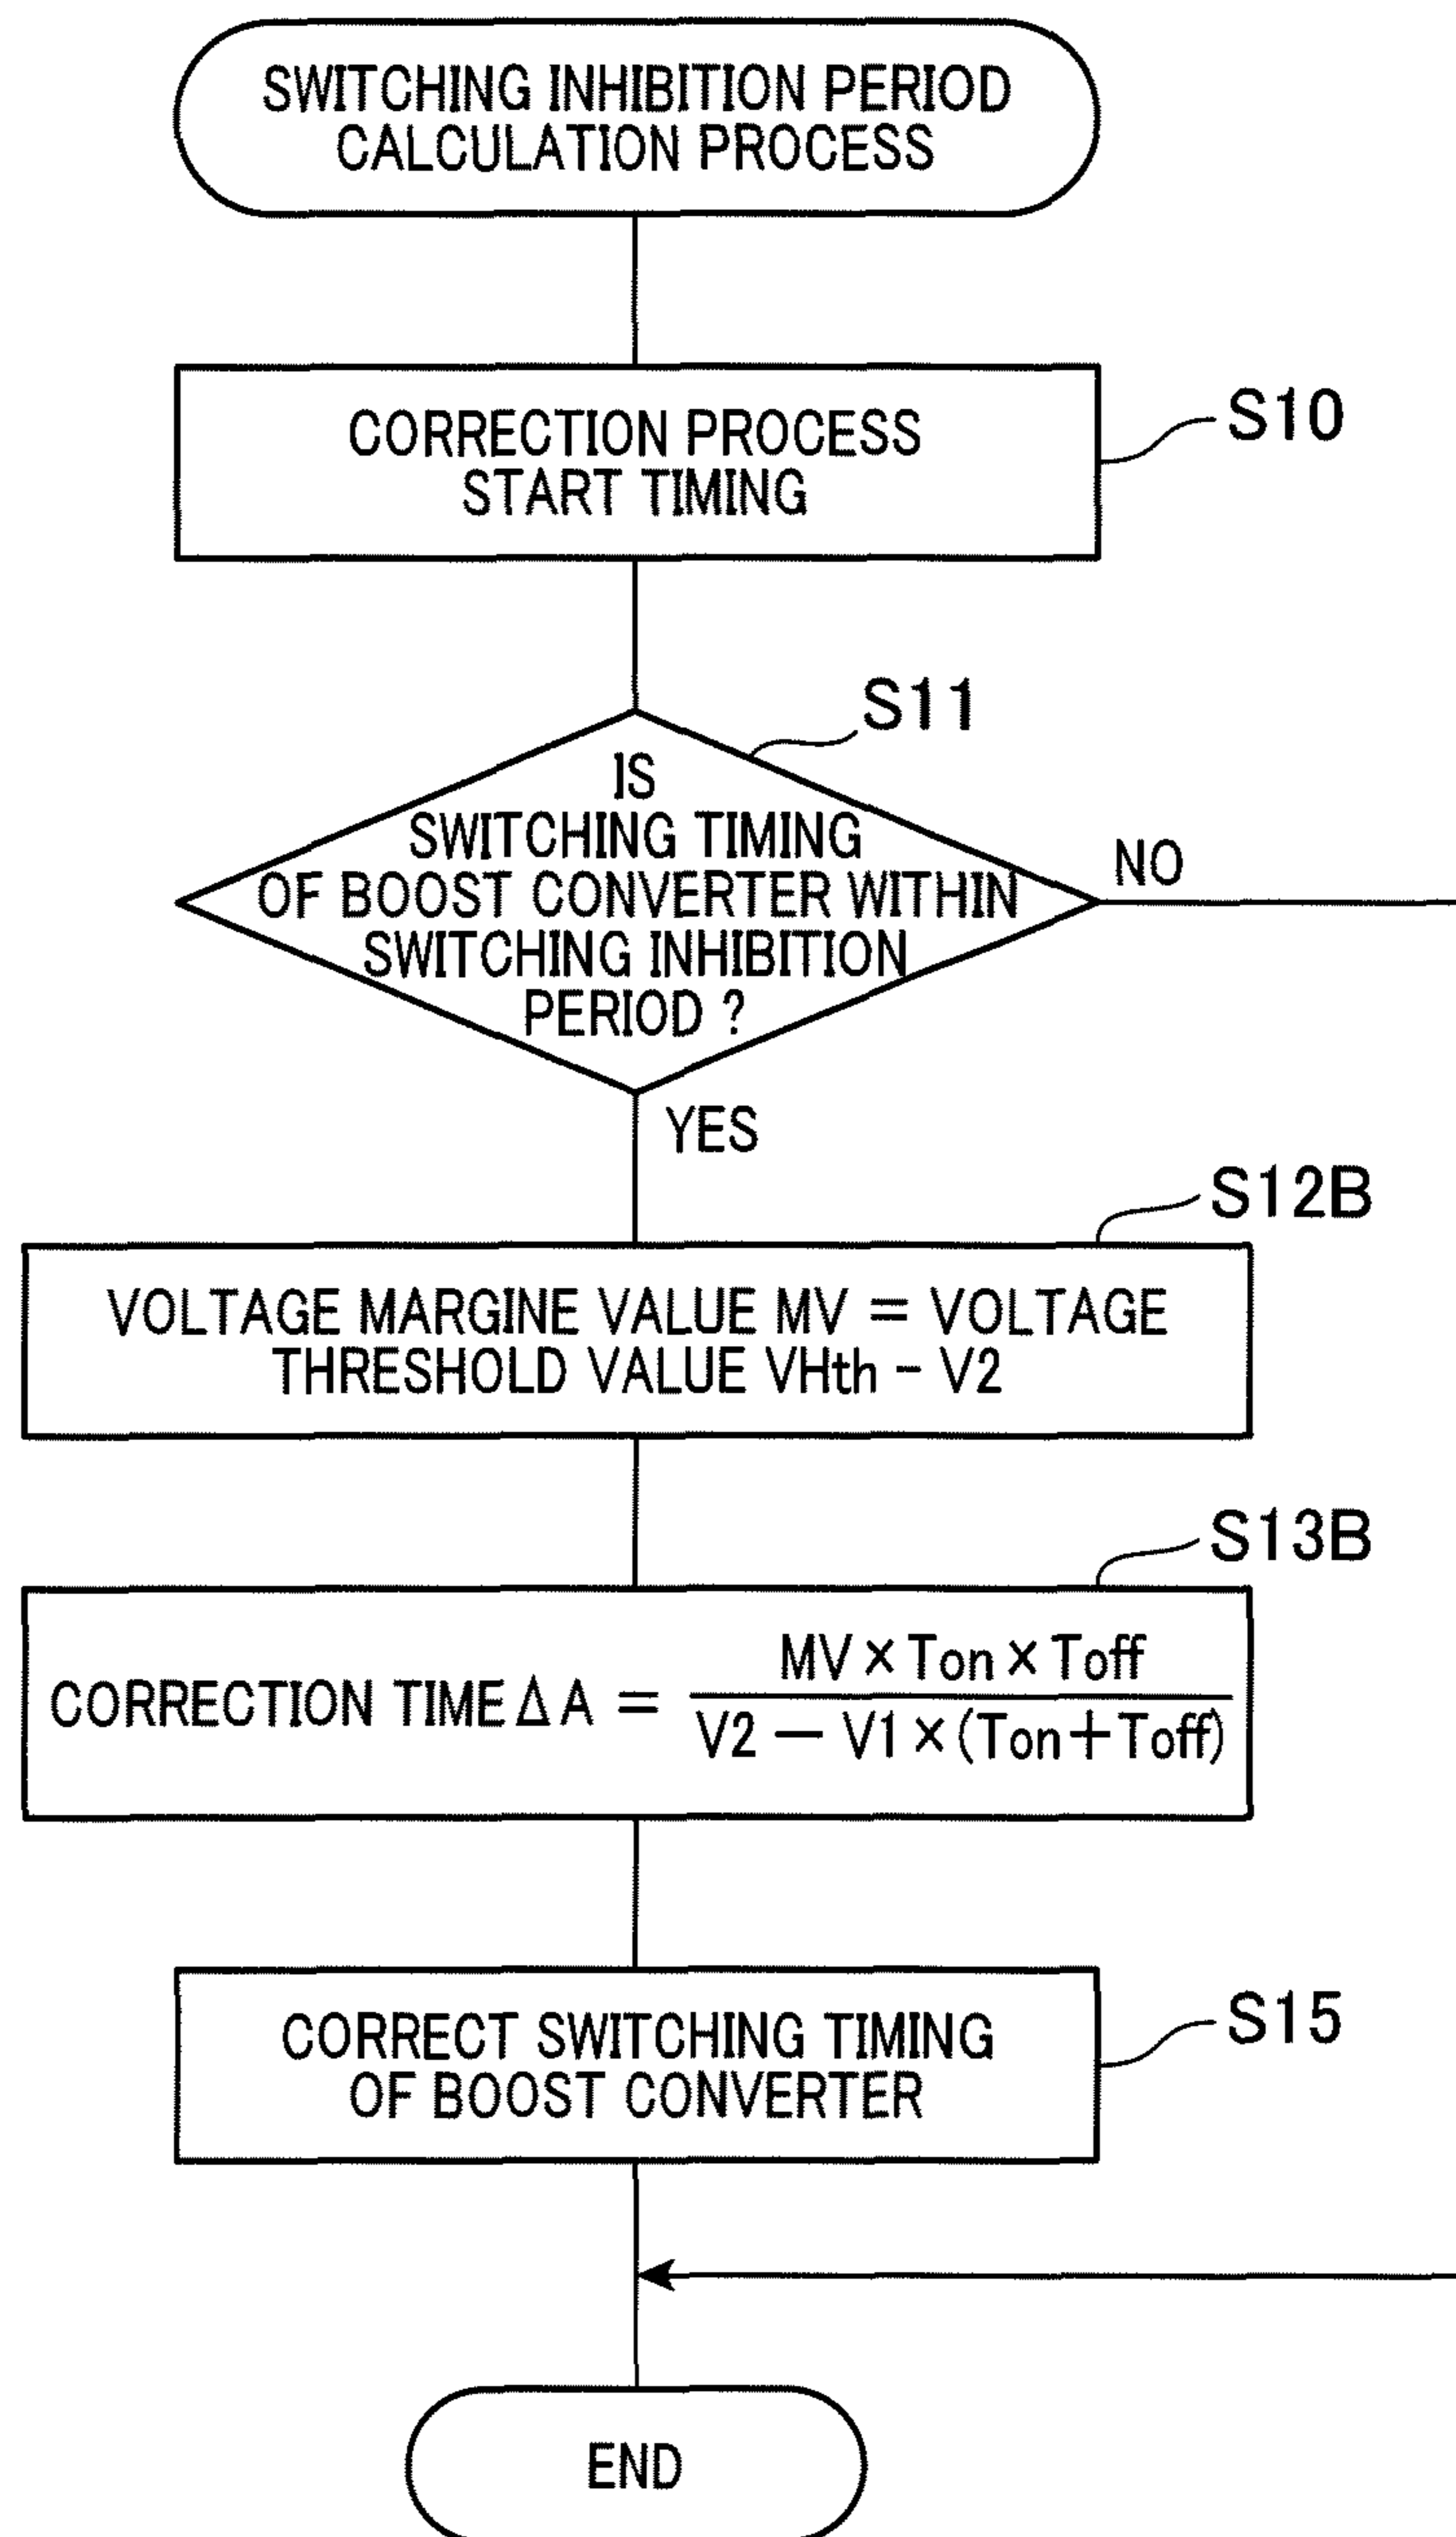 SWITCHING INHIBITION PERIOD
CALCULATION PROCESS
CORRECTION PROCESS
START TIMING
S10
S11
IS
SWITCHING TIMING
OF BOOST CONVERTER WITHIN
SWITCHING INHIBITION
PERIOD ?
NO
YES
S12B
VOLTAGE MARGINE VALUE MV = VOLTAGE
THRESHOLD VALUE VHth - V2
S13B
CORRECTION TIME Δ A = MV × Ton × Toff
V2 − V1 × (Ton+Toff)
CORRECT SWITCHING TIMING
OF BOOST CONVERTER
S15
END